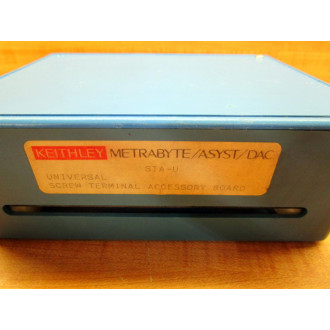 KEITHLEY METRABYTE/ASYST/DAC
STA-U
UNIVERSAL
SCREW TERMINAL ACCESSORY BOARD